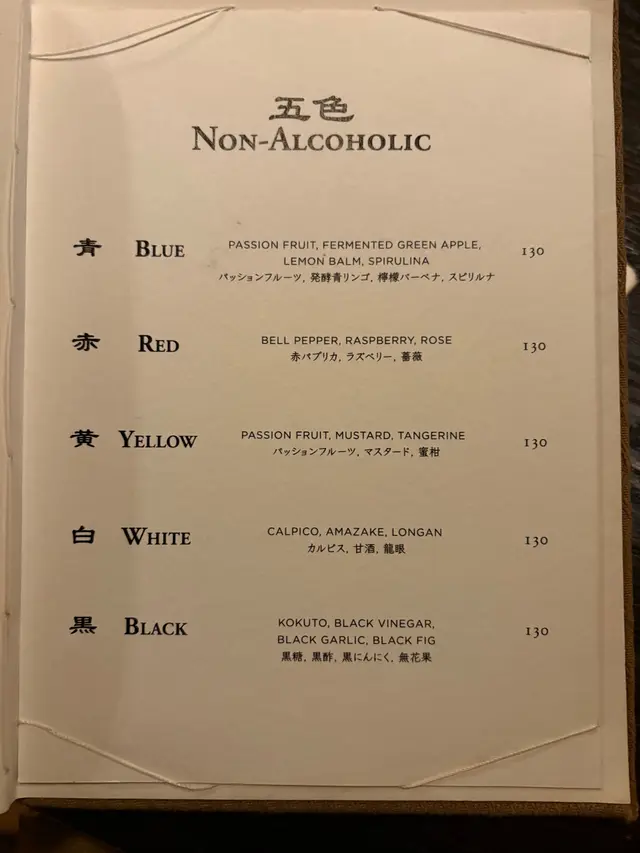 五色
NON-ALCOHOLIC
青 BLUE PASSION FRUIT, FERMENTED GREEN APPLE, 130
LEMON BALM, SPIRULINA
パッションフルーツ, 発酵青リンゴ, 檸檬バーベナ, スピリルナ
赤 RED BELL PEPPER, RASPBERRY, ROSE 130
赤パプリカ, ラズベリー, 薔薇
黄 YELLOW PASSION FRUIT, MUSTARD, TANGERINE 130
パッションフルーツ, マスタード, 蜜柑
白 WHITE CALPICO, AMAZAKE, LONGAN 130
カルピス, 甘酒, 龍眼
黒 BLACK KOKUTO, BLACK VINEGAR, 130
BLACK GARLIC, BLACK FIG
黒糖, 黒酢, 黒にんにく, 無花果